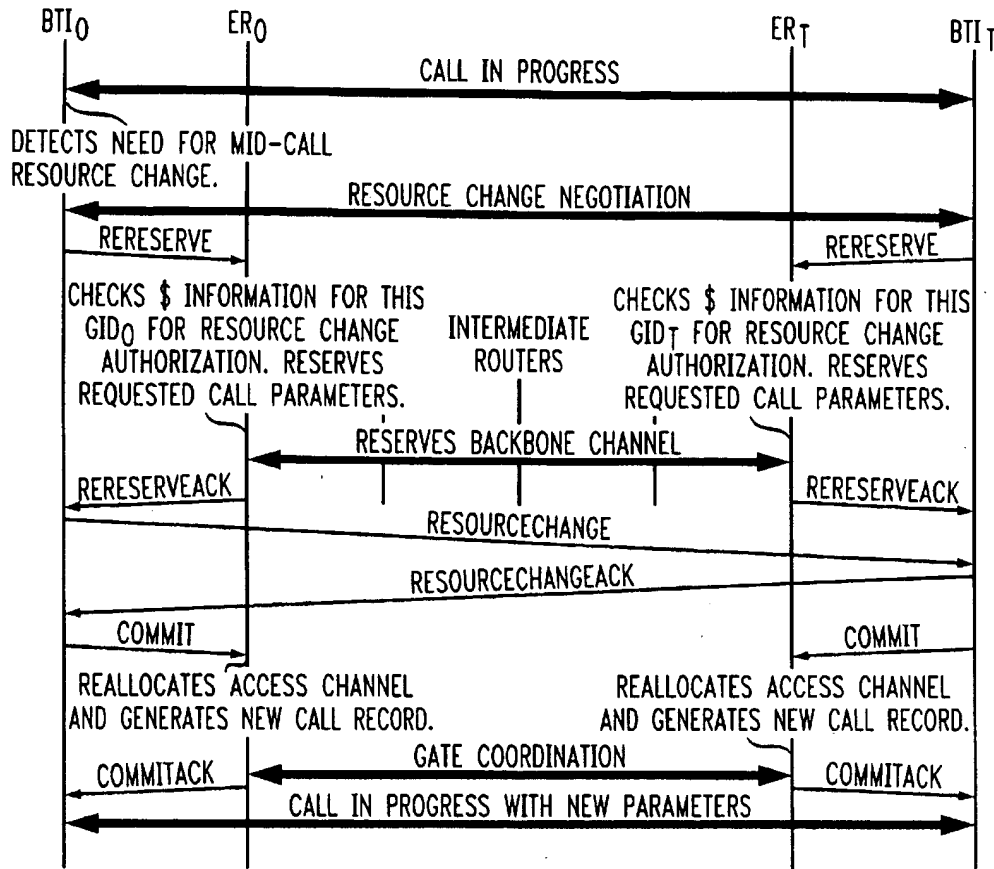 BTIO ERO ERT BTIT
CALL IN PROGRESS
DETECTS NEED FOR MID-CALL
RESOURCE CHANGE.
RESOURCE CHANGE NEGOTIATION
RERESERVE
RERESERVE
CHECKS $ INFORMATION FOR THIS
GIDO FOR RESOURCE CHANGE
AUTHORIZATION. RESERVES
REQUESTED CALL PARAMETERS.
INTERMEDIATE
ROUTERS
CHECKS $ INFORMATION FOR THIS
GIDT FOR RESOURCE CHANGE
AUTHORIZATION. RESERVES
REQUESTED CALL PARAMETERS.
RESERVES BACKBONE CHANNEL
RERESERVEACK
RERESERVEACK
RESOURCECHANGE
RESOURCECHANGEACK
COMMIT
COMMIT
REALLOCATES ACCESS CHANNEL
AND GENERATES NEW CALL RECORD.
REALLOCATES ACCESS CHANNEL
AND GENERATES NEW CALL RECORD.
GATE COORDINATION
COMMITACK
COMMITACK
CALL IN PROGRESS WITH NEW PARAMETERS